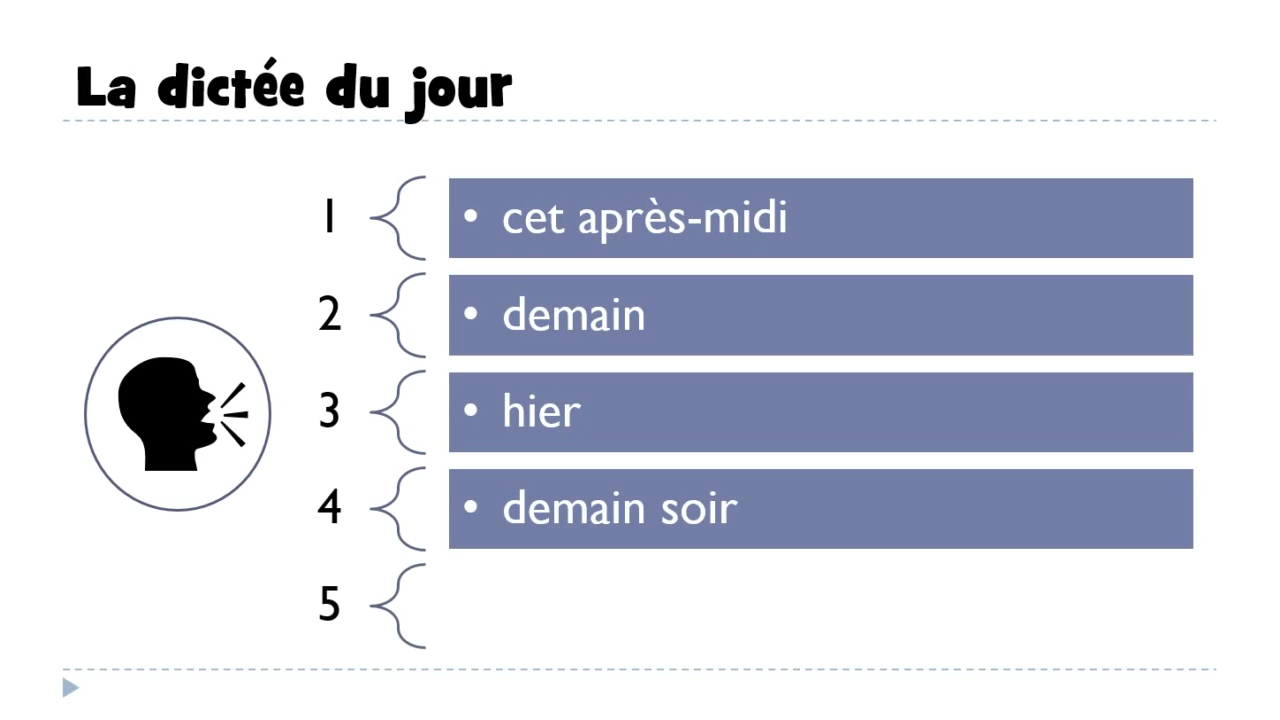 La dictée du jour
1
• cet après-midi
2
• demain
3
• hier
4
• demain soir
5